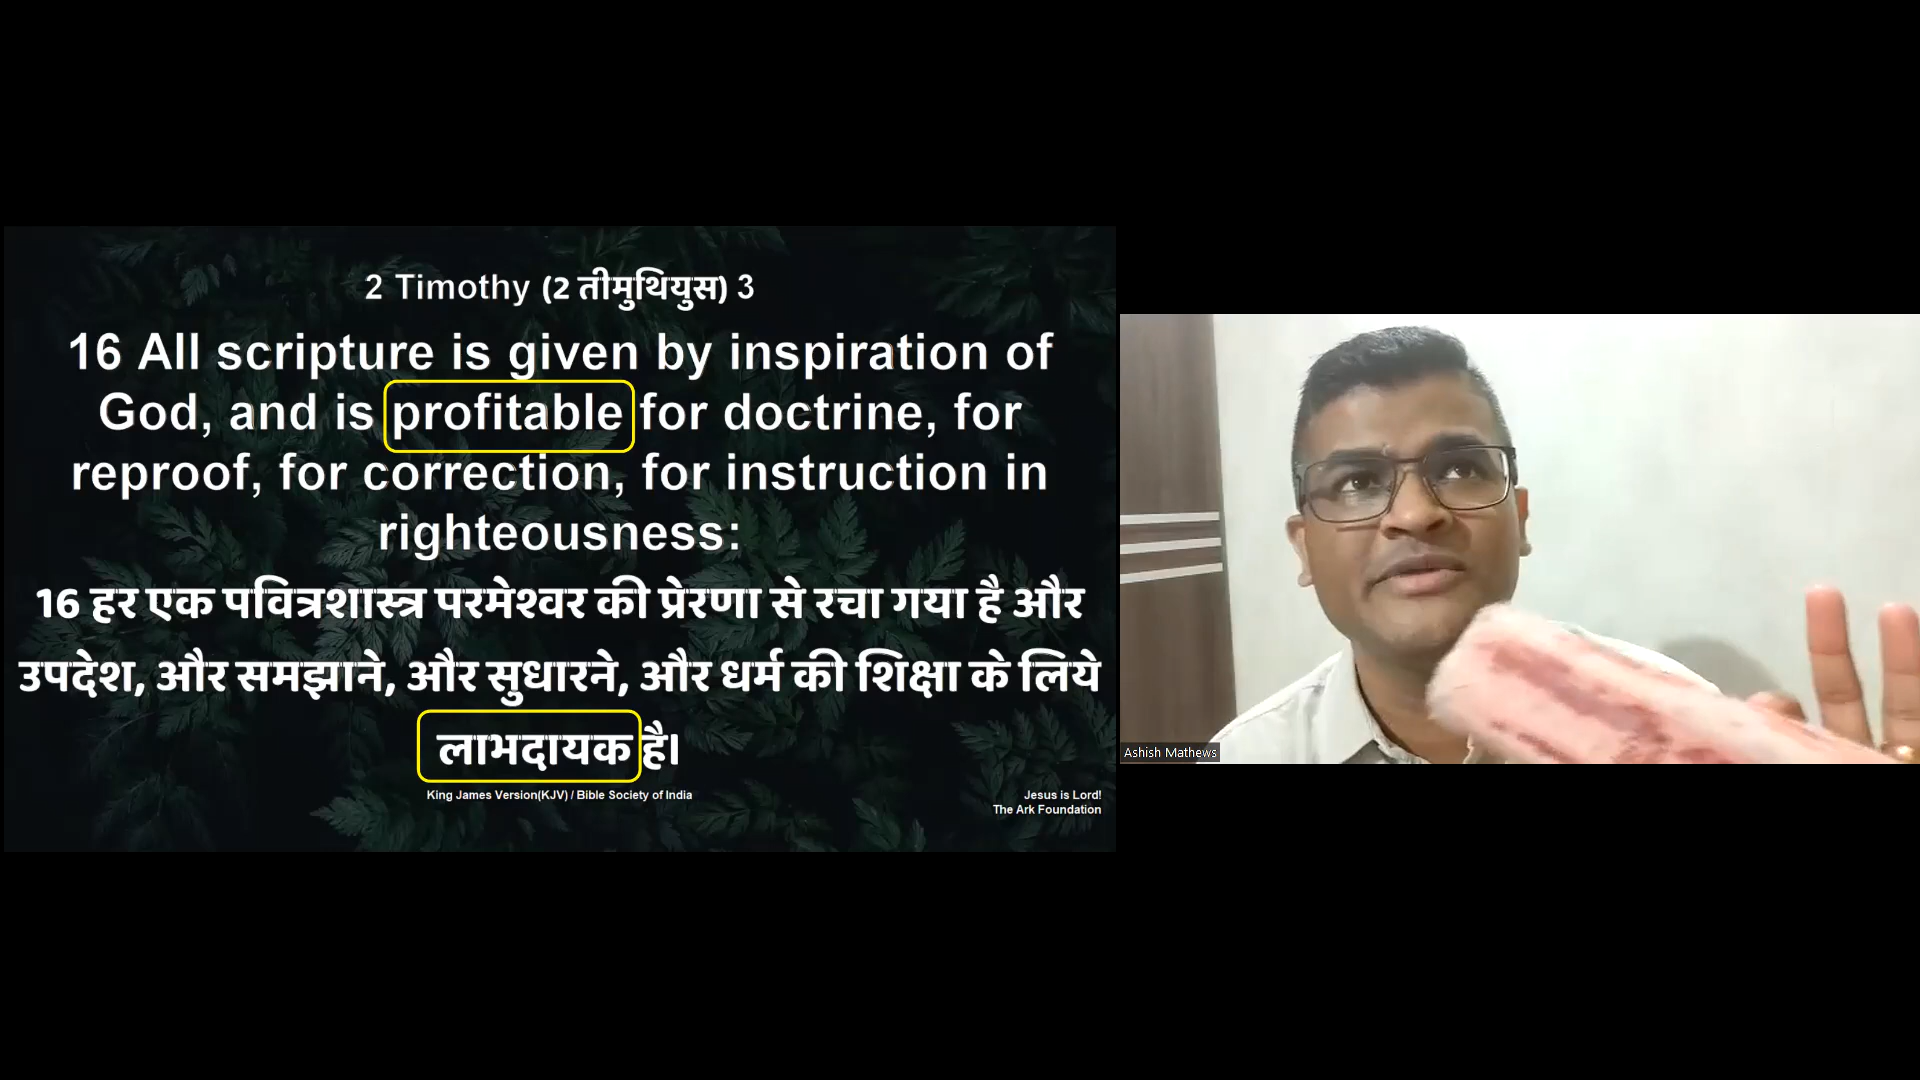 2 Timothy (2 तीमुथियुस) 3
16 All scripture is given by inspiration of
God, and is profitable for doctrine, for
reproof, for correction, for instruction in
righteousness:
16 हर एक पवित्रशास्त्र परमेश्वर की प्रेरणा से रचा गया है और
उपदेश, और समझाने, और सुधारने, और धर्म की शिक्षा के लिये
लाभदायक है।
King James Version(KJV) / Bible Society of India
Jesus is Lord!
The Ark Foundation
Ashish Mathews